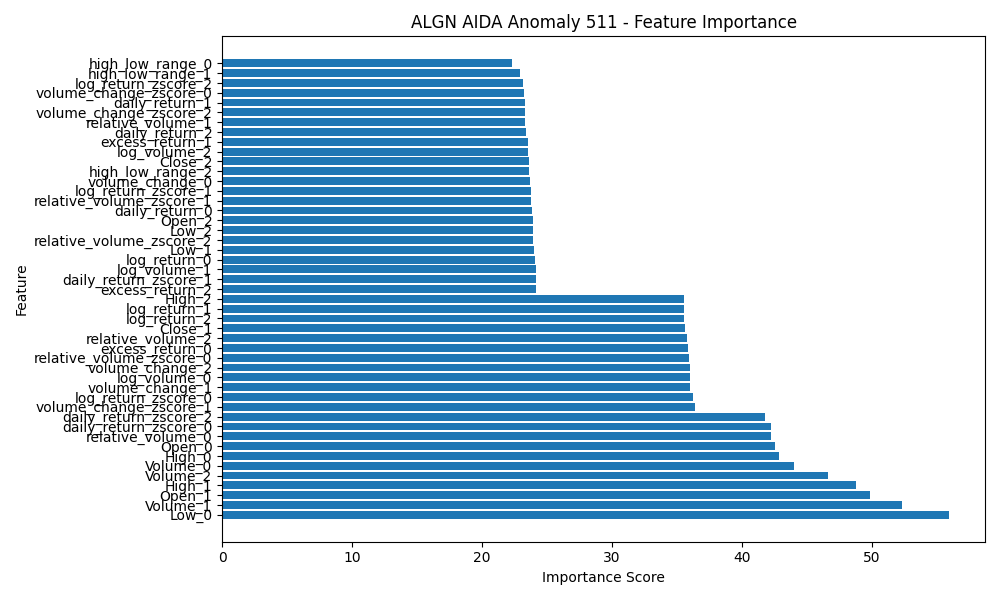 ALGN AIDA Anomaly 511 - Feature Importance
high_low_range_0
high_low_range_1
log_return_zscore_2
volume_change_zscore_0
daily_return_1
volume_change_zscore_2
relative_volume_1
daily_return_2
excess_return_1
log_volume_2
Close_2
high_low_range_2
volume_change_0
log_return_zscore_1
relative_volume_zscore_1
daily_return_0
Open_2
Low_2
relative_volume_zscore_2
Low_1
log_return_0
log_volume_1
daily_return_zscore_1
excess_return_2
High_2
log_return_1
log_return_2
Close_1
relative_volume_2
excess_return_0
relative_volume_zscore_0
volume_change_2
log_volume_0
volume_change_1
log_return_zscore_0
volume_change_zscore_1
daily_return_zscore_2
daily_return_zscore_0
relative_volume_0
Open_0
High_0
Volume_0
Volume_2
High_1
Open_1
Volume_1
Low_0
Feature
0 10 20 30 40 50
Importance Score